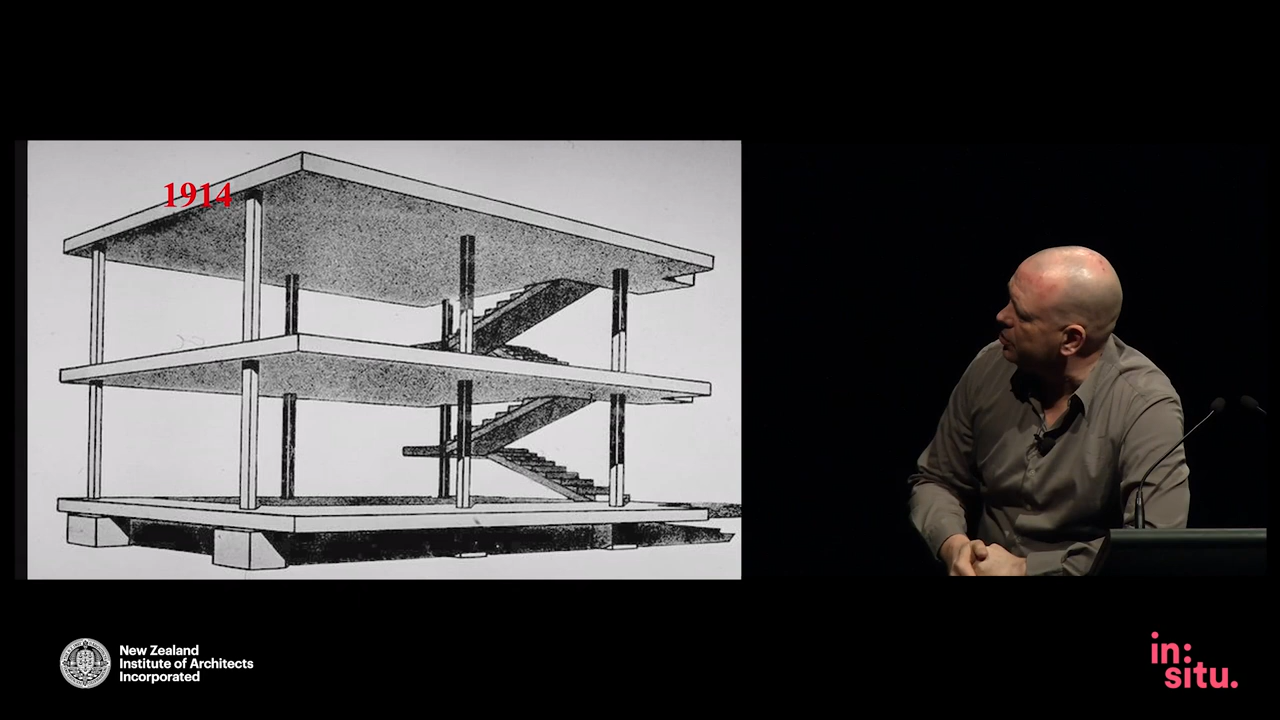 1914
New Zealand
Institute of Architects
Incorporated
in:
situ.